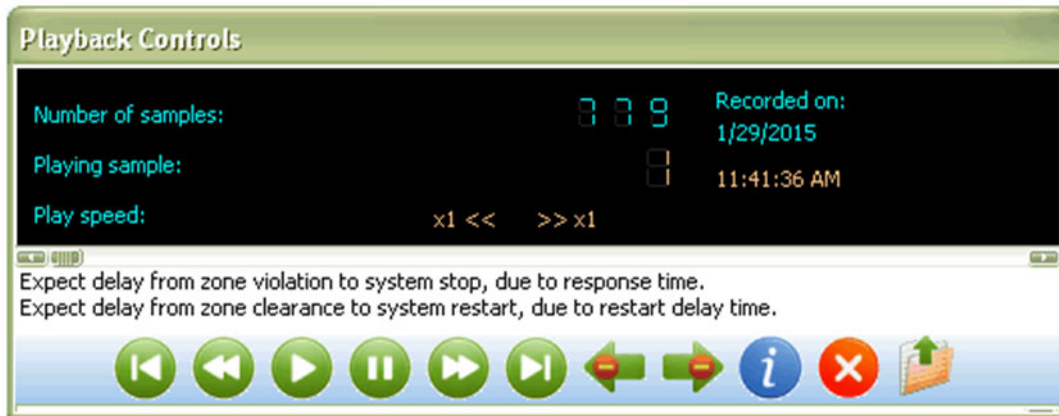 Playback Controls
Number of samples: 779
Recorded on:
1/29/2015
Playing sample: 1
11:41:36 AM
Play speed: x1 << >> x1
Expect delay from zone violation to system stop, due to response time.
Expect delay from zone clearance to system restart, due to restart delay time.
i